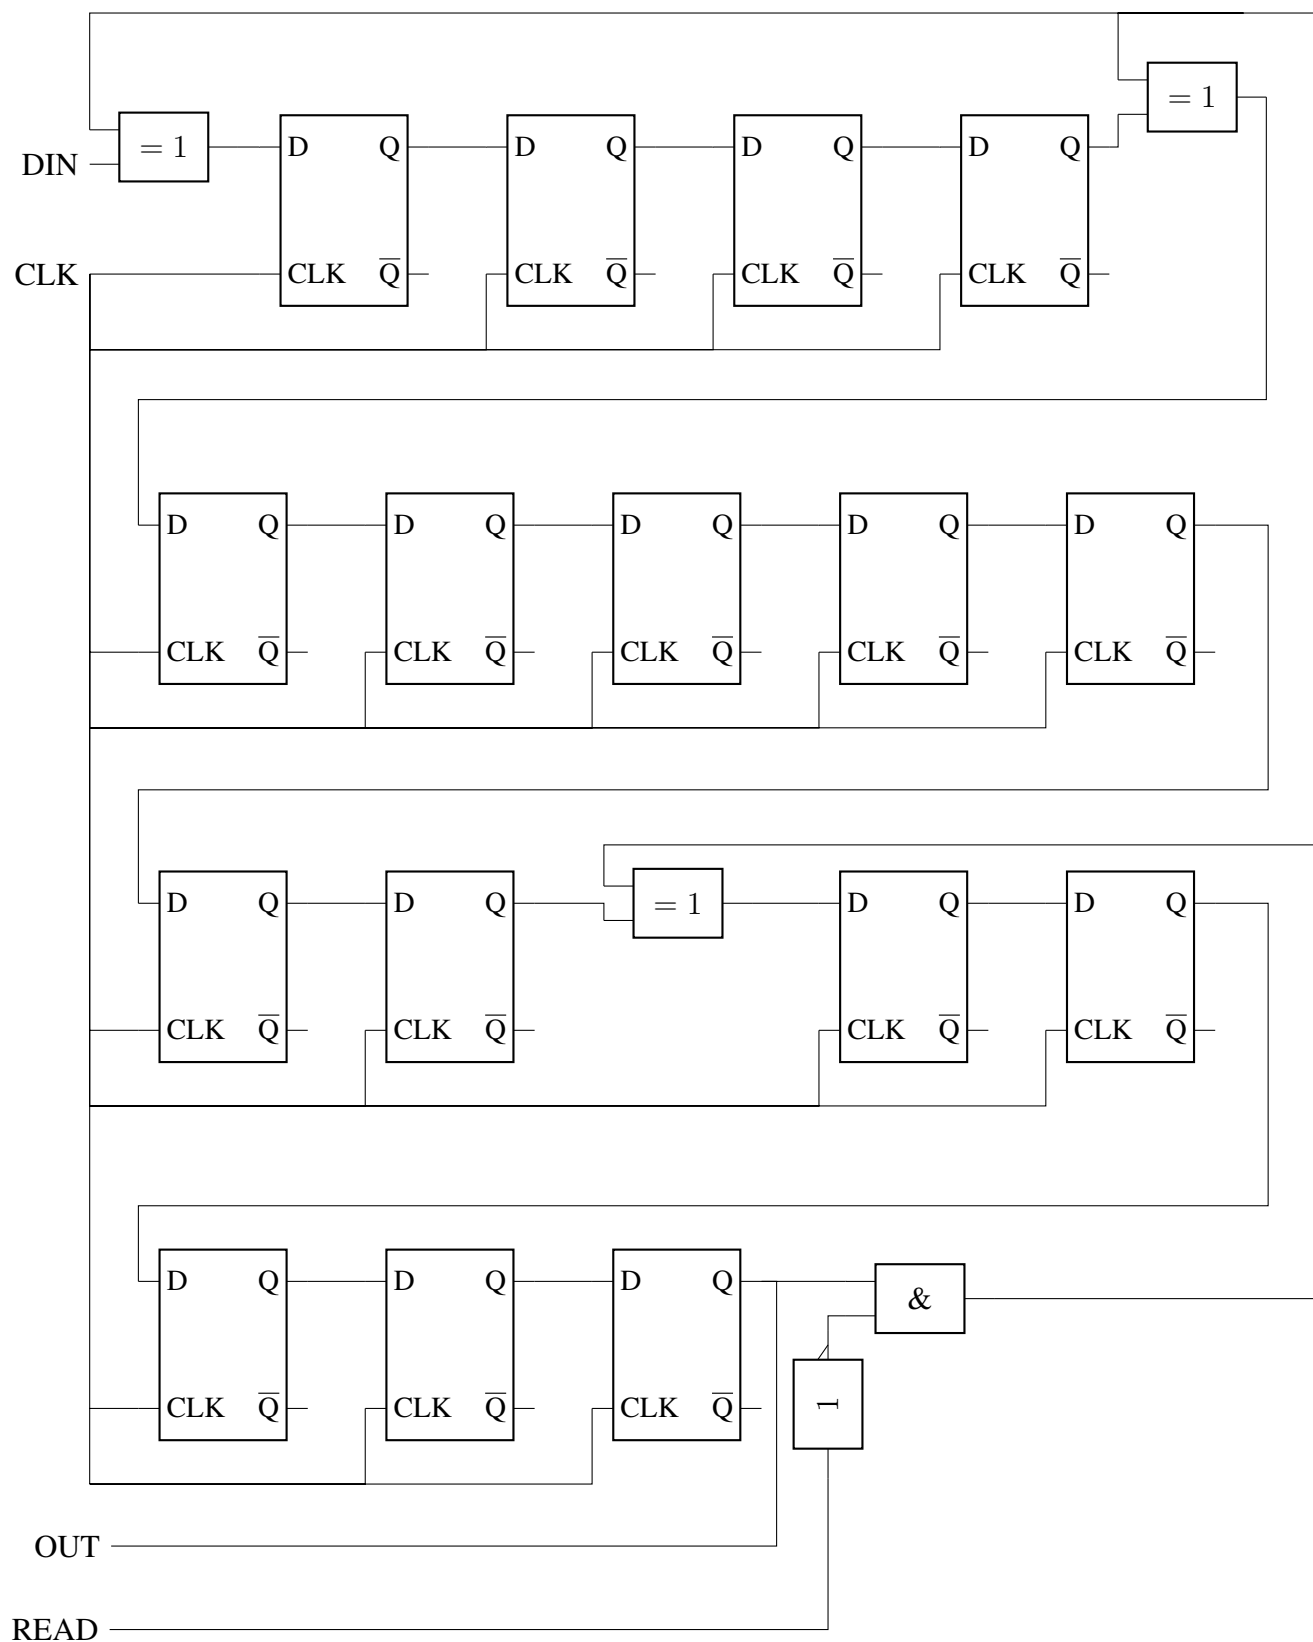 = 1
= 1
DIN
D Q D Q D Q D Q
CLK
CLK Q̅ CLK Q̅ CLK Q̅ CLK Q̅
D Q D Q D Q D Q D Q
CLK Q̅ CLK Q̅ CLK Q̅ CLK Q̅ CLK Q̅
D Q D Q = 1 D Q D Q
CLK Q̅ CLK Q̅ CLK Q̅ CLK Q̅
D Q D Q D Q &
CLK Q̅ CLK Q̅ CLK Q̅ 1
OUT
READ